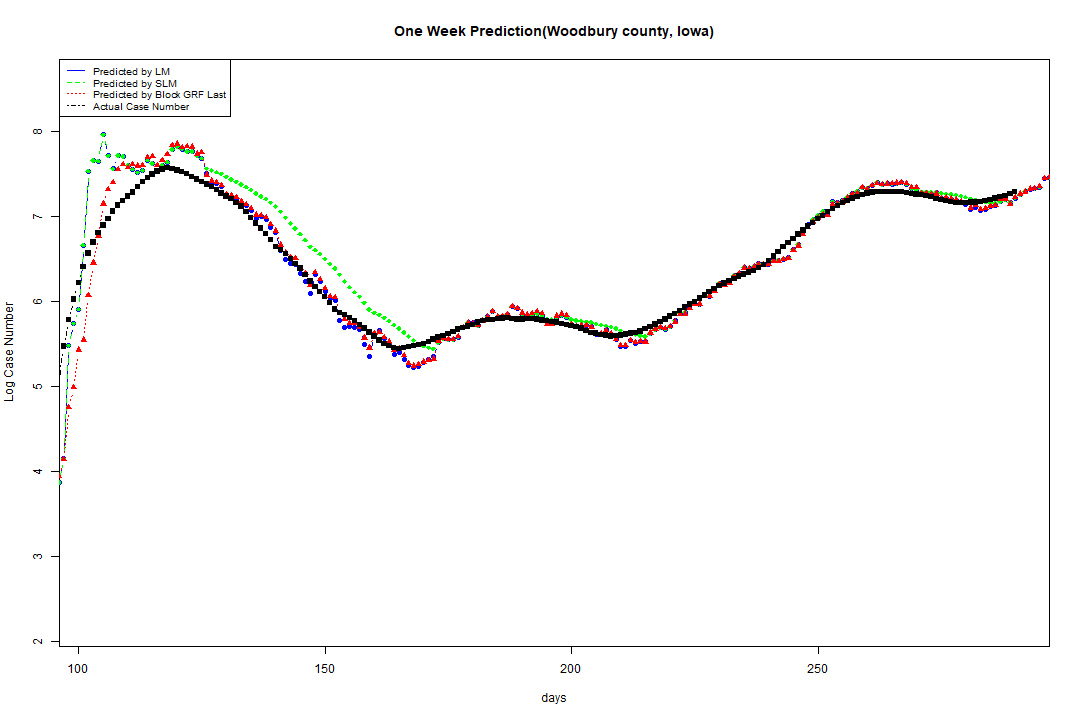 One Week Prediction(Woodbury county, Iowa)
Predicted by LM
Predicted by SLM
Predicted by Block GRF Last
Actual Case Number
8
7
6
5
4
3
2
Log Case Number
100 150 200 250
days